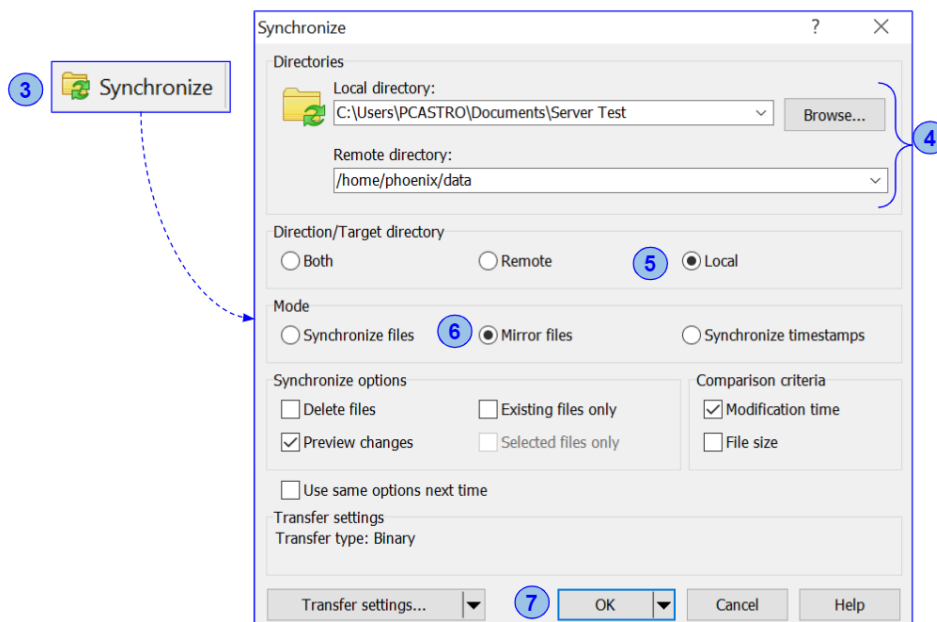 Synchronize ? ×
3 Synchronize
Directories
Local directory:
C:\Users\PCASTRO\Documents\Server Test Browse...
4
Remote directory:
/home/phoenix/data
Direction/Target directory
Both Remote 5 Local
Mode
Synchronize files 6 Mirror files Synchronize timestamps
Synchronize options Comparison criteria
Delete files Existing files only Modification time
Preview changes Selected files only File size
Use same options next time
Transfer settings
Transfer type: Binary
Transfer settings... 7 OK Cancel Help